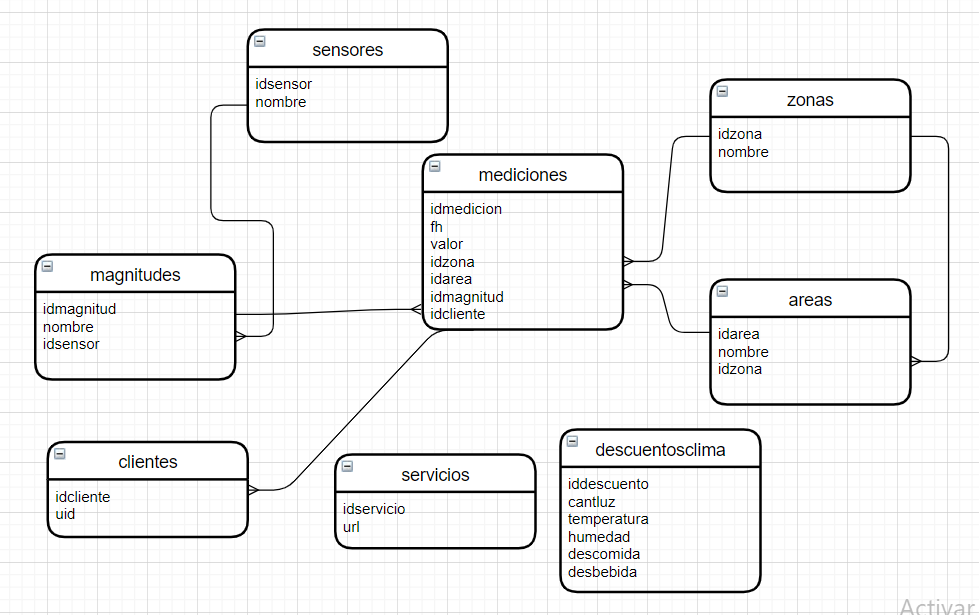 sensores
idsensor
nombre
zonas
idzona
nombre
mediciones
idmedicion
fh
valor
idzona
idarea
idmagnitud
idcliente
magnitudes
idmagnitud
nombre
idsensor
areas
idarea
nombre
idzona
clientes
idcliente
uid
servicios
idservicio
url
descuentosclima
iddescuento
cantluz
temperatura
humedad
descomida
desbebida
Activar